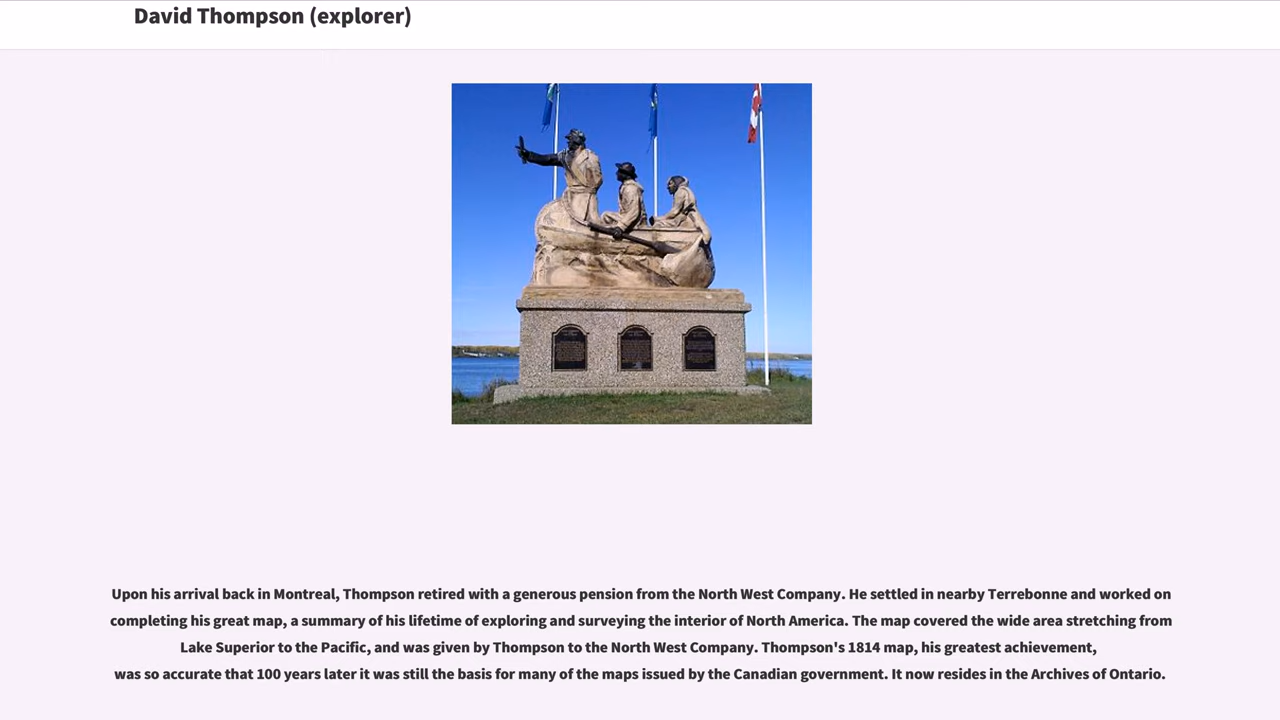 David Thompson (explorer)
Upon his arrival back in Montreal, Thompson retired with a generous pension from the North West Company. He settled in nearby Terrebonne and worked on
completing his great map, a summary of his lifetime of exploring and surveying the interior of North America. The map covered the wide area stretching from
Lake Superior to the Pacific, and was given by Thompson to the North West Company. Thompson's 1814 map, his greatest achievement,
was so accurate that 100 years later it was still the basis for many of the maps issued by the Canadian government. It now resides in the Archives of Ontario.